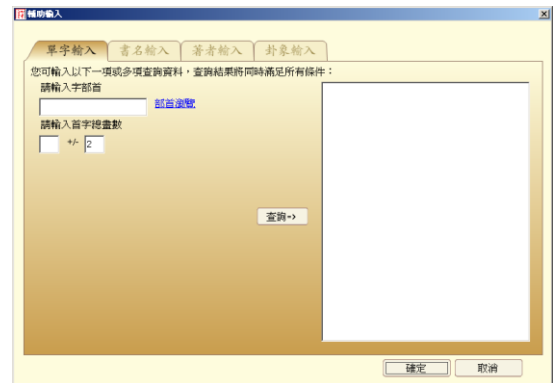 輔助輸入
單字輸入 書名輸入 著者輸入 卦象輸入
您可輸入以下一項或多項查詢資料，查詢結果將同時滿足所有條件：
請輸入字部首
部首瀏覽
請輸入首字總畫數
+/- 2
查詢->
確定 取消